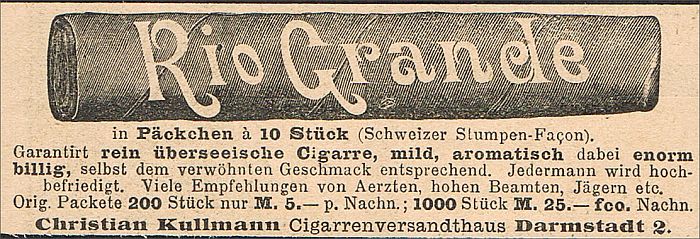 Rio Grande
in Päckchen à 10 Stück (Schweizer Stumpen-Façon).
Garantirt rein überseeische Cigarre, mild, aromatisch dabei enorm
billig, selbst dem verwöhnten Geschmack entsprechend. Jedermann wird hoch-
befriedigt. Viele Empfehlungen von Aerzten, hohen Beamten, Jägern etc.
Orig. Packete 200 Stück nur M. 5.— p. Nachn.; 1000 Stück M. 25.— fco. Nachn.
Christian Kullmann Cigarrenversandthaus Darmstadt 2.